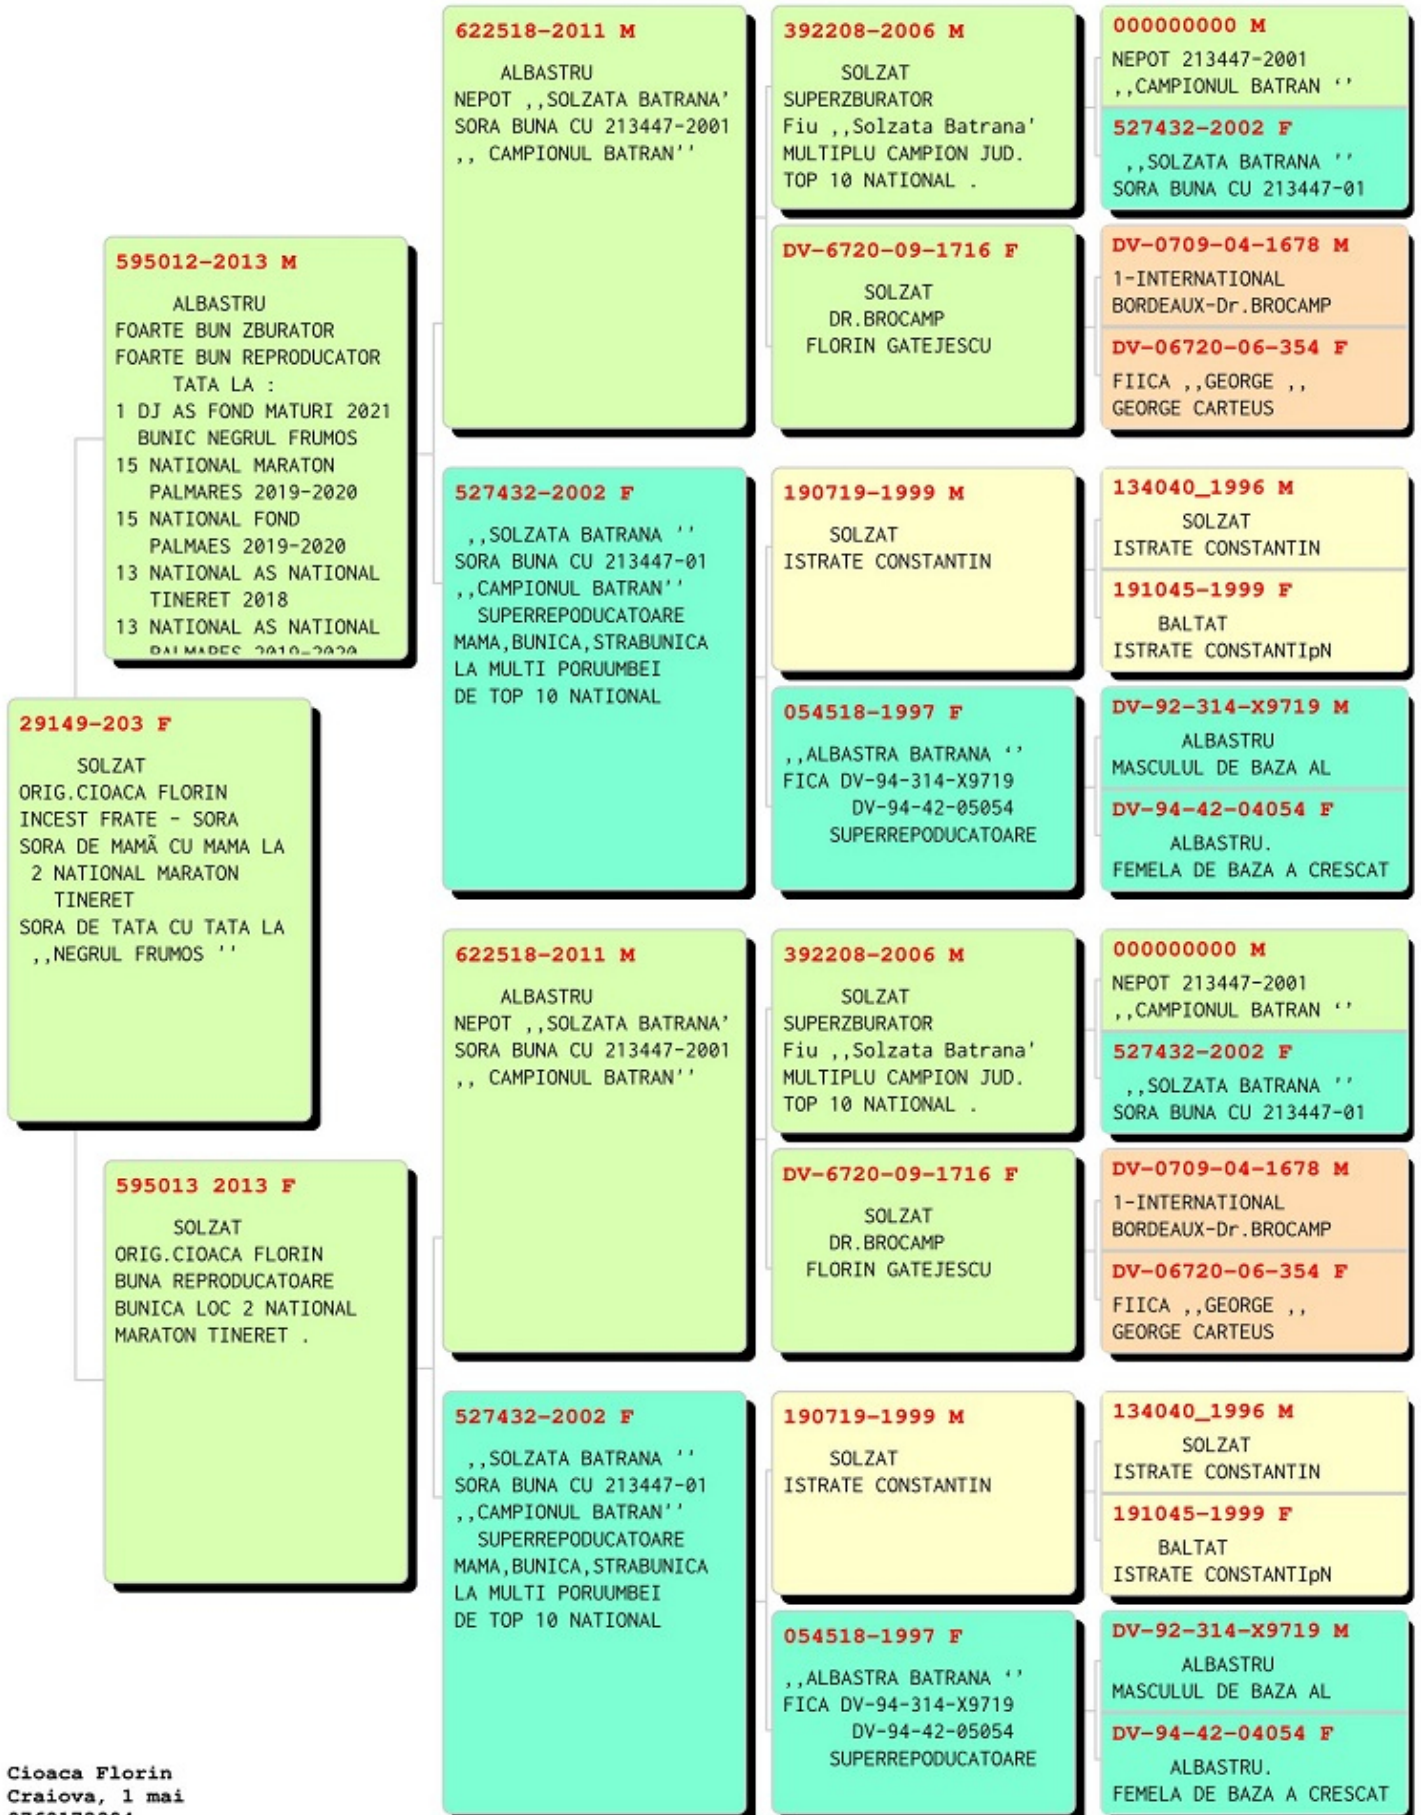 29149-203 F
SOLZAT
ORIG.CIOACA FLORIN
INCEST FRATE - SORA
SORA DE MAMÃ CU MAMA LA
2 NATIONAL MARATON
TINERET
SORA DE TATA CU TATA LA
,,NEGRUL FRUMOS ''
595012-2013 M
ALBASTRU
FOARTE BUN ZBURATOR
FOARTE BUN REPRODUCATOR
TATA LA :
1 DJ AS FOND MATURI 2021
BUNIC NEGRUL FRUMOS
15 NATIONAL MARATON
PALMARES 2019-2020
15 NATIONAL FOND
PALMAES 2019-2020
13 NATIONAL AS NATIONAL
TINERET 2018
13 NATIONAL AS NATIONAL
PALMARES 2019-2020
595013 2013 F
SOLZAT
ORIG.CIOACA FLORIN
BUNA REPRODUCATOARE
BUNICA LOC 2 NATIONAL
MARATON TINERET .
622518-2011 M
ALBASTRU
NEPOT ,,SOLZATA BATRANA'
SORA BUNA CU 213447-2001
,, CAMPIONUL BATRAN''
527432-2002 F
,,SOLZATA BATRANA ''
SORA BUNA CU 213447-01
,,CAMPIONUL BATRAN''
SUPERREPODUCATOARE
MAMA,BUNICA,STRABUNICA
LA MULTI PORUUMBEI
DE TOP 10 NATIONAL
622518-2011 M
ALBASTRU
NEPOT ,,SOLZATA BATRANA'
SORA BUNA CU 213447-2001
,, CAMPIONUL BATRAN''
527432-2002 F
,,SOLZATA BATRANA ''
SORA BUNA CU 213447-01
,,CAMPIONUL BATRAN''
SUPERREPODUCATOARE
MAMA,BUNICA,STRABUNICA
LA MULTI PORUUMBEI
DE TOP 10 NATIONAL
392208-2006 M
SOLZAT
SUPERZBURATOR
Fiu ,,Solzata Batrana'
MULTIPLU CAMPION JUD.
TOP 10 NATIONAL .
DV-6720-09-1716 F
SOLZAT
DR.BROCAMP
FLORIN GATEJESCU
190719-1999 M
SOLZAT
ISTRATE CONSTANTIN
054518-1997 F
,,ALBASTRA BATRANA ‘’
FICA DV-94-314-X9719
DV-94-42-05054
SUPERREPODUCATOARE
392208-2006 M
SOLZAT
SUPERZBURATOR
Fiu ,,Solzata Batrana'
MULTIPLU CAMPION JUD.
TOP 10 NATIONAL .
DV-6720-09-1716 F
SOLZAT
DR.BROCAMP
FLORIN GATEJESCU
190719-1999 M
SOLZAT
ISTRATE CONSTANTIN
054518-1997 F
,,ALBASTRA BATRANA ‘’
FICA DV-94-314-X9719
DV-94-42-05054
SUPERREPODUCATOARE
000000000 M
NEPOT 213447-2001
,,CAMPIONUL BATRAN ‘’
527432-2002 F
,,SOLZATA BATRANA ''
SORA BUNA CU 213447-01
DV-0709-04-1678 M
1-INTERNATIONAL
BORDEAUX-Dr.BROCAMP
DV-06720-06-354 F
FIICA ,,GEORGE ,,
GEORGE CARTEUS
134040_1996 M
SOLZAT
ISTRATE CONSTANTIN
191045-1999 F
BALTAT
ISTRATE CONSTANTIpN
DV-92-314-X9719 M
ALBASTRU
MASCULUL DE BAZA AL
DV-94-42-04054 F
ALBASTRU.
FEMELA DE BAZA A CRESCAT
000000000 M
NEPOT 213447-2001
,,CAMPIONUL BATRAN ‘’
527432-2002 F
,,SOLZATA BATRANA ''
SORA BUNA CU 213447-01
DV-0709-04-1678 M
1-INTERNATIONAL
BORDEAUX-Dr.BROCAMP
DV-06720-06-354 F
FIICA ,,GEORGE ,,
GEORGE CARTEUS
134040_1996 M
SOLZAT
ISTRATE CONSTANTIN
191045-1999 F
BALTAT
ISTRATE CONSTANTIpN
DV-92-314-X9719 M
ALBASTRU
MASCULUL DE BAZA AL
DV-94-42-04054 F
ALBASTRU.
FEMELA DE BAZA A CRESCAT
Cioaca Florin
Craiova, 1 mai